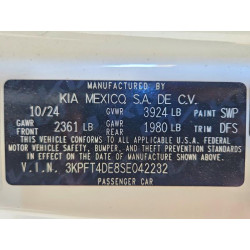 MANUFACTURED BY
KIA MEXICO S.A. DE C.V.
10/24 GVWR 3924 LB PAINT SWP
GAWR FRONT 2361 LB GAWR REAR 1980 LB TRIM DFS
THIS VEHICLE CONFORMS TO ALL APPLICABLE U.S.A. FEDERAL
MOTOR VEHICLE SAFETY, BUMPER, AND THEFT PREVENTION STANDARDS
IN EFFECT ON THE DATE OF MANUFACTURE SHOWN ABOVE.
V.I.N. 3KPFT4DE8SE042232
PASSENGER CAR